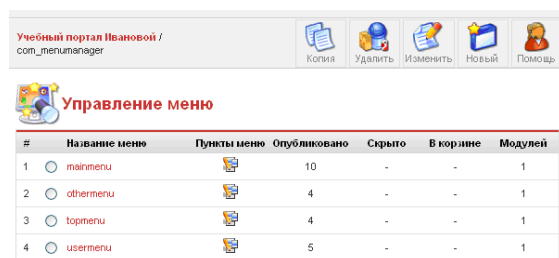 Учебный портал Ивановой /
com_menumanager
Копия Удалить Изменить Новый Помощь
Управление меню
# Название меню Пункты меню Опубликовано Скрыто В корзине Модулей
1 mainmenu 10 - - 1
2 othermenu 4 - - 1
3 topmenu 4 - - 1
4 usermenu 5 - - 1